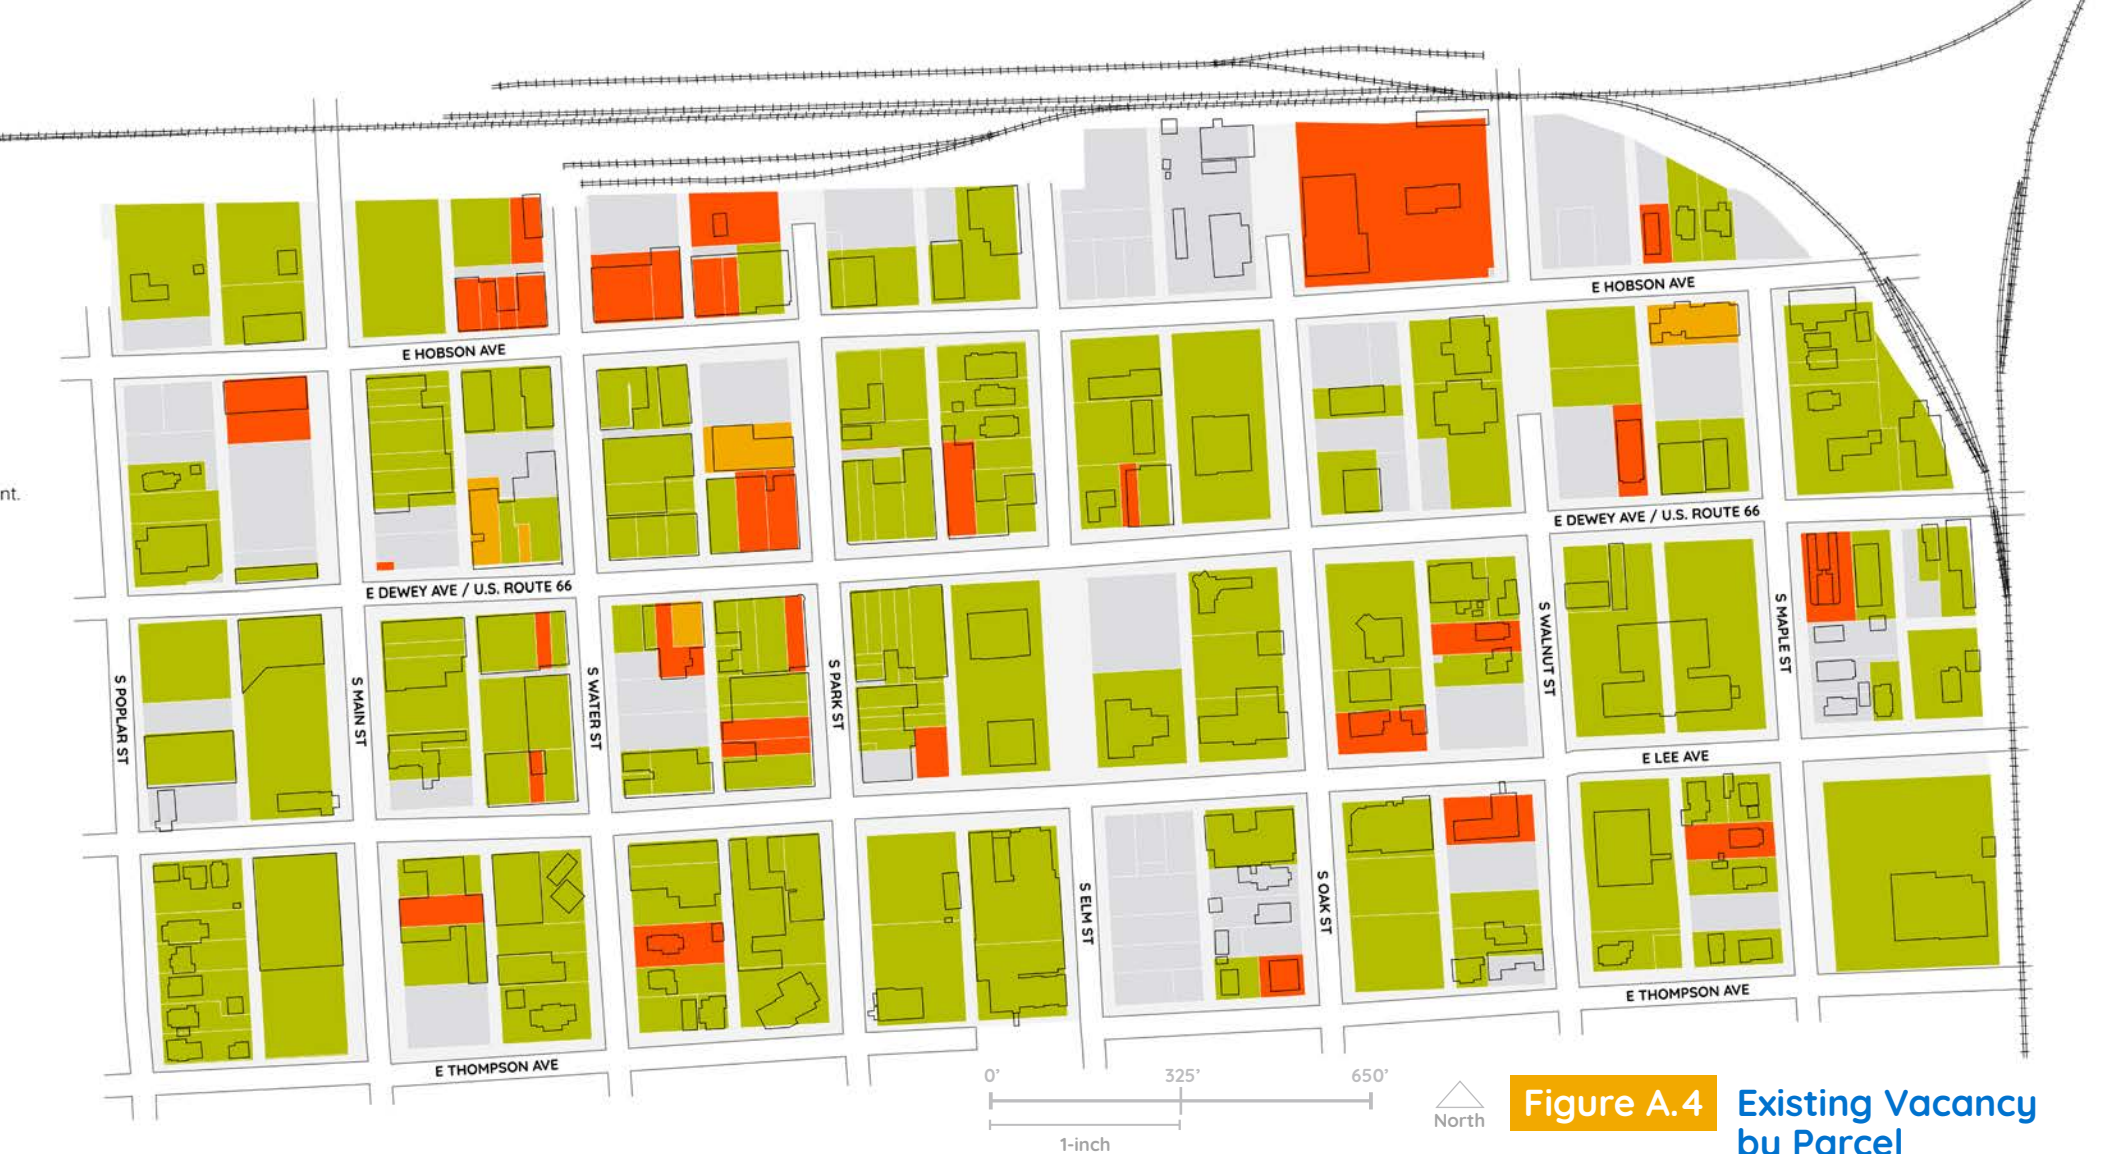 E HOBSON AVE
E HOBSON AVE
nt.
E DEWEY AVE / U.S. ROUTE 66
E DEWEY AVE / U.S. ROUTE 66
S POPLAR ST
S MAIN ST
S WATER ST
S PARK ST
S WALNUT ST
S MAPLE ST
E LEE AVE
S ELM ST
S OAK ST
E THOMPSON AVE
E THOMPSON AVE
0’ 325’ 650’
1-inch
North
Figure A.4 Existing Vacancy
by Parcel